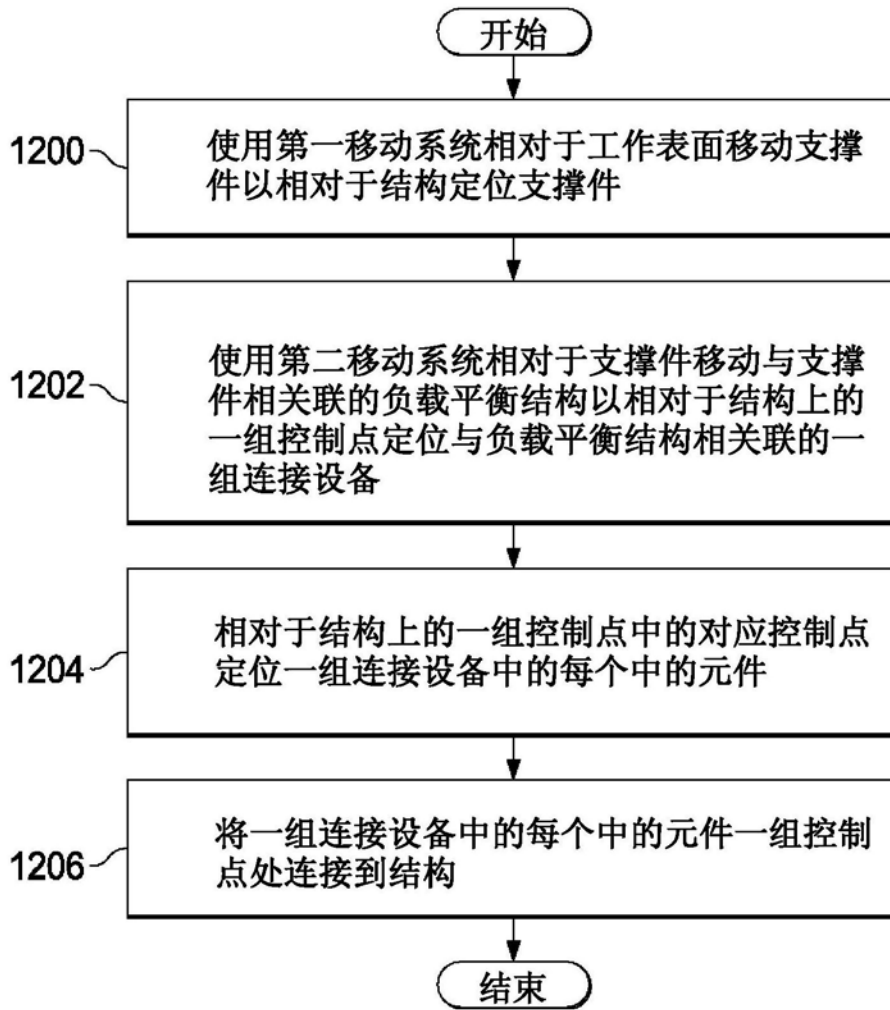 开始
1200
使用第一移动系统相对于工作表面移动支撑
件以相对于结构定位支撑件
1202
使用第二移动系统相对于支撑件移动与支撑
件相关联的负载平衡结构以相对于结构上的
一组控制点定位与负载平衡结构相关联的一
组连接设备
1204
相对于结构上的一组控制点中的对应控制点
定位一组连接设备中的每个中的元件
1206
将一组连接设备中的每个中的元件一组控制
点处连接到结构
结束